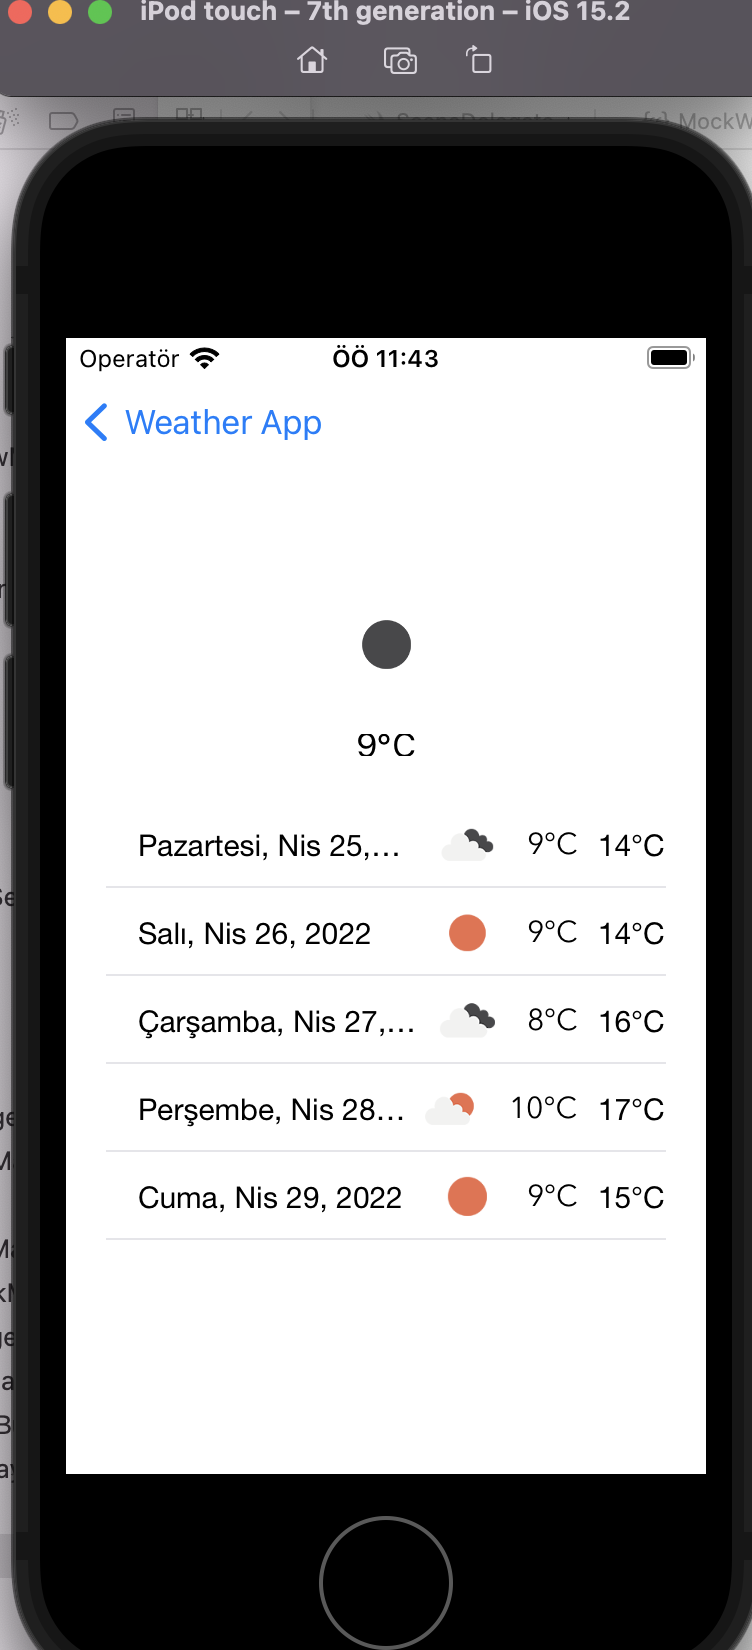 iPod touch – 7th generation – iOS 15.2
SceneDelegate
MockW
Operatör ÖÖ 11:43
Weather App
9°C
Pazartesi, Nis 25,... 9°C 14°C
Salı, Nis 26, 2022 9°C 14°C
Çarşamba, Nis 27,... 8°C 16°C
Perşembe, Nis 28... 10°C 17°C
Cuma, Nis 29, 2022 9°C 15°C